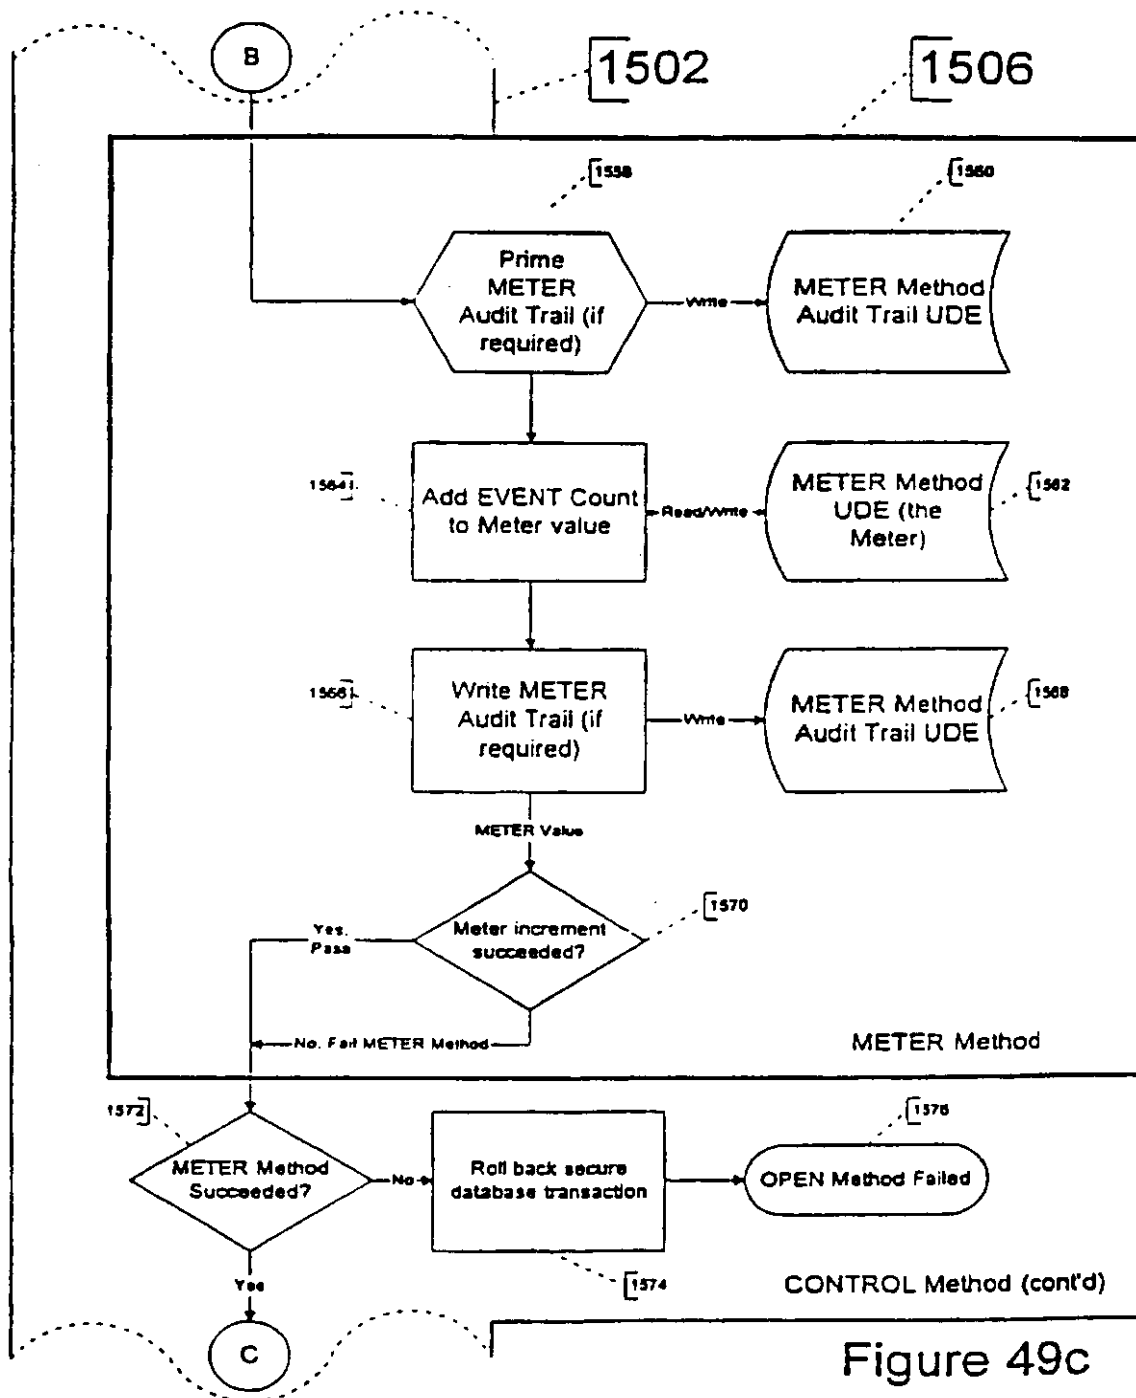 B
1502
1506
1558
1560
Prime
METER
Audit Trail (if
required)
Write
METER Method
Audit Trail UDE
1564
Add EVENT Count
to Meter value
Read/Write
METER Method
UDE (the
Meter)
1562
1566
Write METER
Audit Trail (if
required)
Write
METER Method
Audit Trail UDE
1568
METER Value
1570
Meter increment
succeeded?
Yes,
Pass
No, Fail METER Method
METER Method
1572
METER Method
Succeeded?
No
Roll back secure
database transaction
1576
OPEN Method Failed
Yes
1574
CONTROL Method (cont'd)
C
Figure 49c